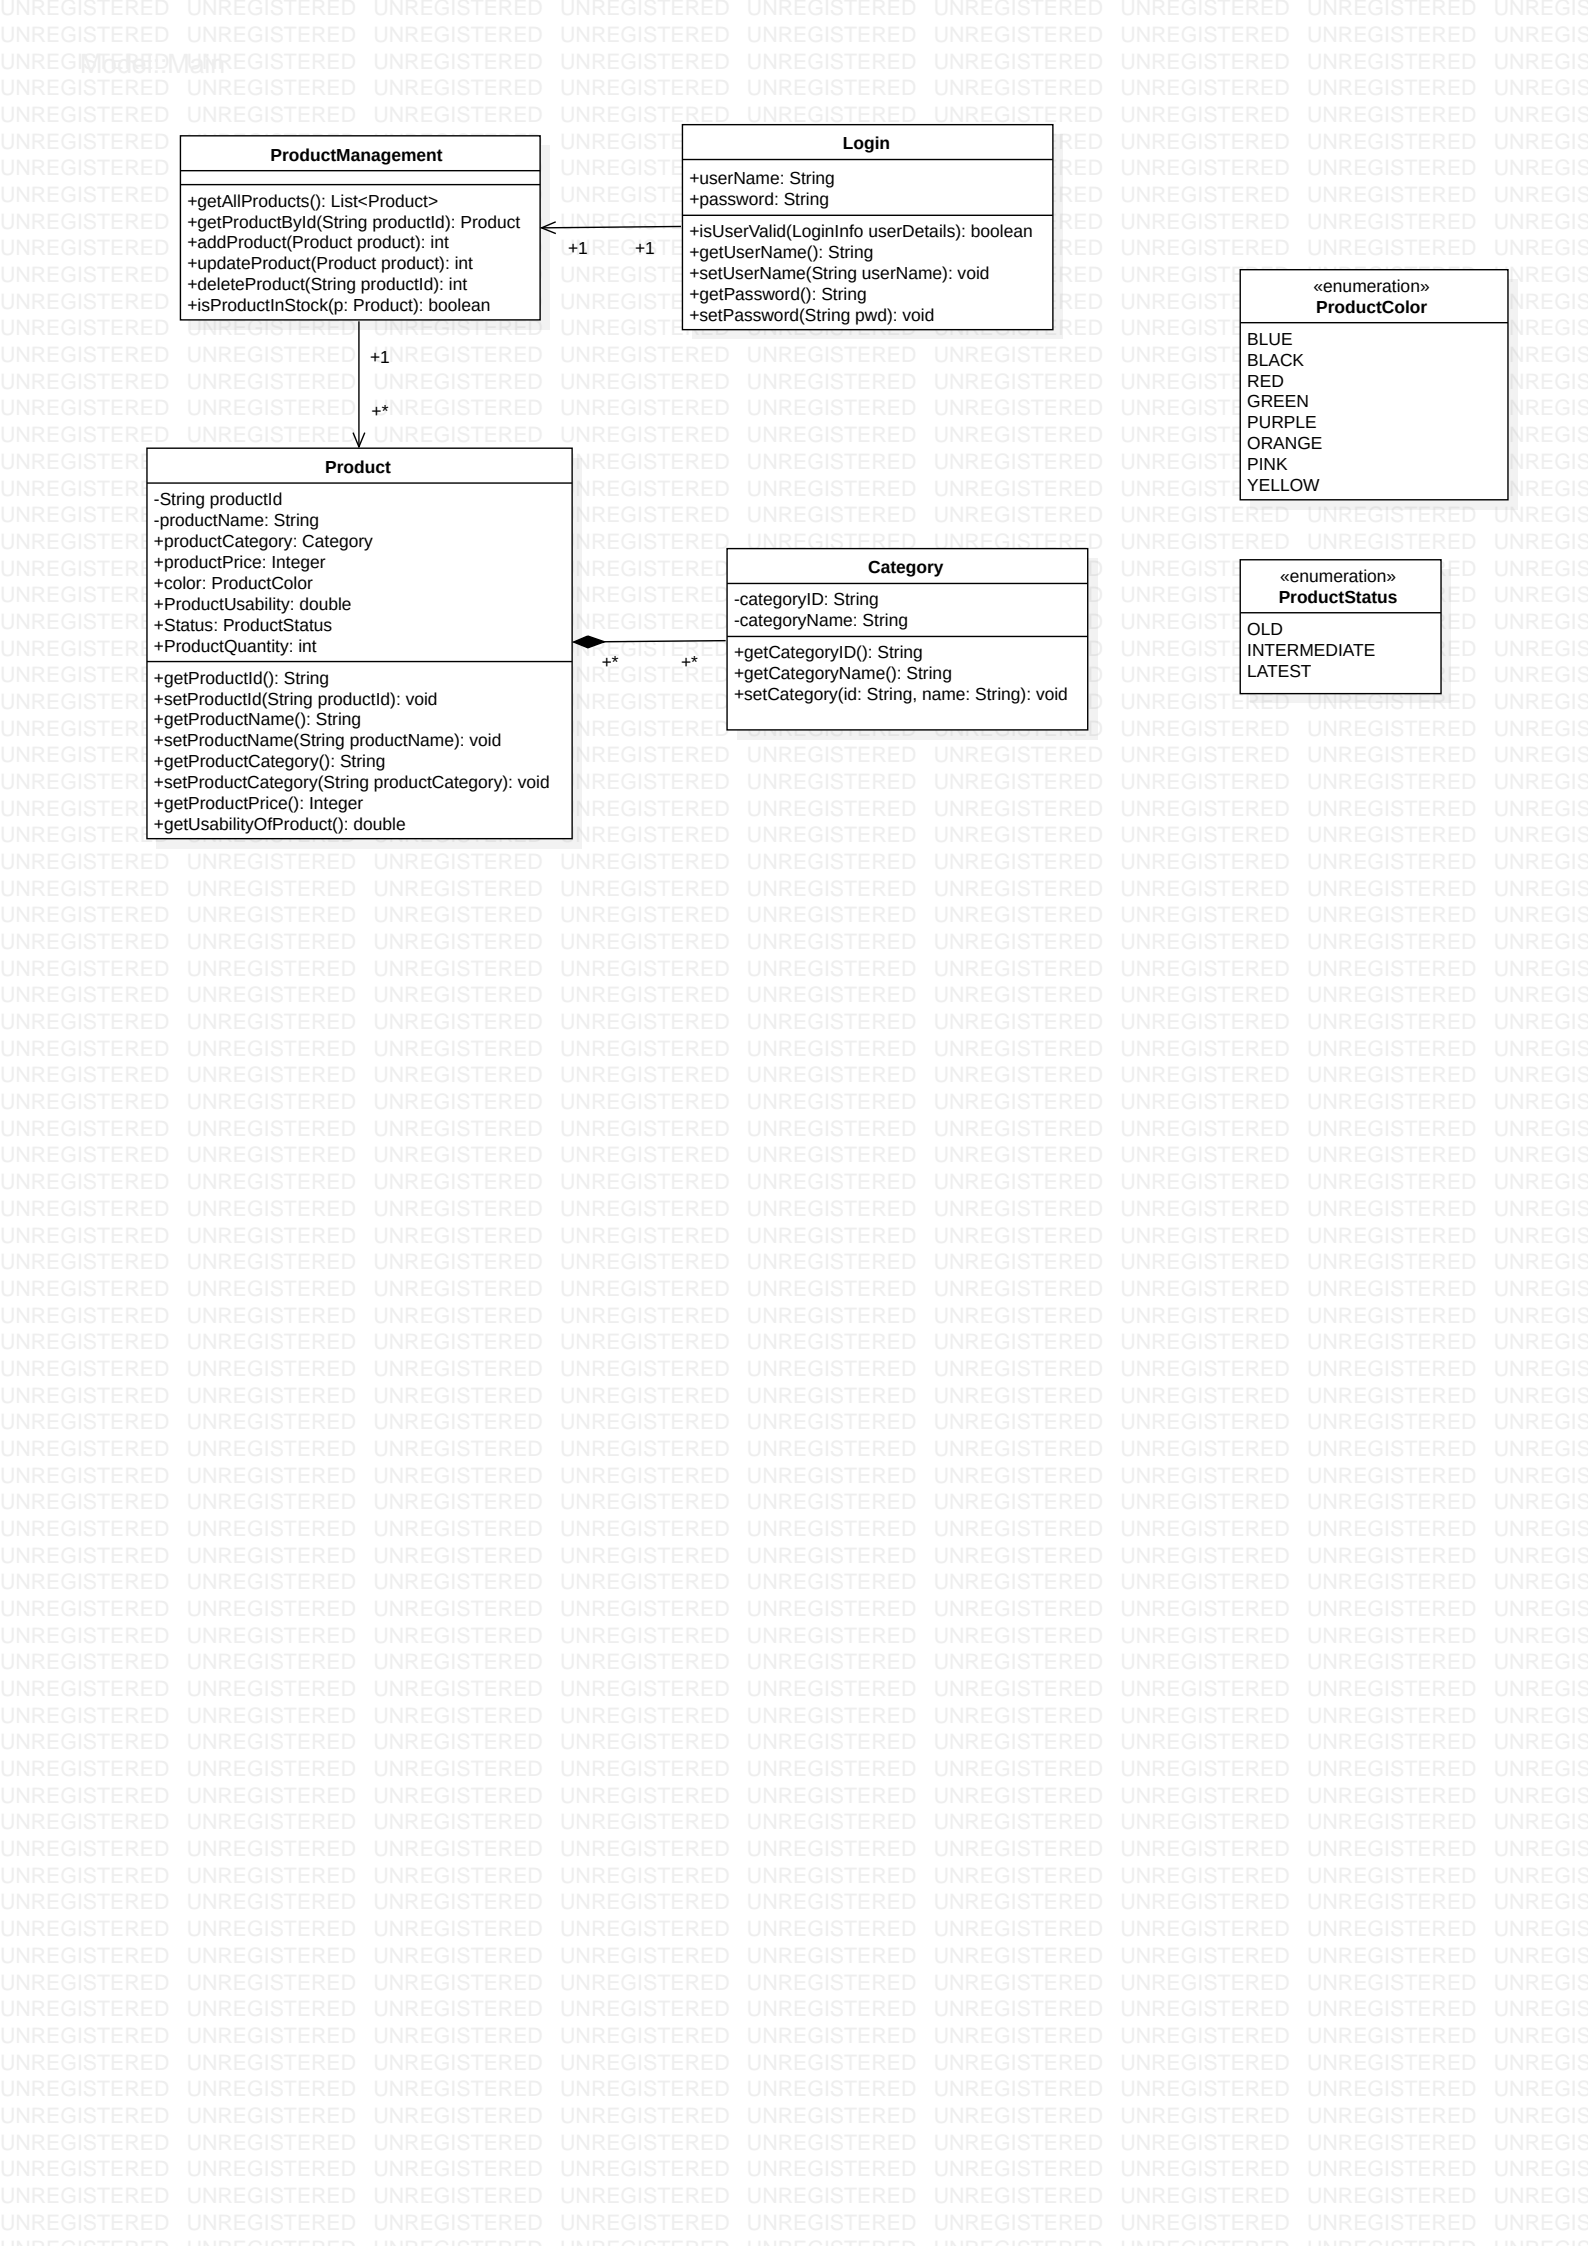 Model::Main
ProductManagement
+getAllProducts(): List<Product>
+getProductById(String productId): Product
+addProduct(Product product): int
+updateProduct(Product product): int
+deleteProduct(String productId): int
+isProductInStock(p: Product): boolean
Login
+userName: String
+password: String
+isUserValid(LoginInfo userDetails): boolean
+getUserName(): String
+setUserName(String userName): void
+getPassword(): String
+setPassword(String pwd): void
+1
+1
+1
+*
«enumeration»
ProductColor
BLUE
BLACK
RED
GREEN
PURPLE
ORANGE
PINK
YELLOW
Product
-String productId
-productName: String
+productCategory: Category
+productPrice: Integer
+color: ProductColor
+ProductUsability: double
+Status: ProductStatus
+ProductQuantity: int
+getProductId(): String
+setProductId(String productId): void
+getProductName(): String
+setProductName(String productName): void
+getProductCategory(): String
+setProductCategory(String productCategory): void
+getProductPrice(): Integer
+getUsabilityOfProduct(): double
+*
+*
Category
-categoryID: String
-categoryName: String
+getCategoryID(): String
+getCategoryName(): String
+setCategory(id: String, name: String): void
«enumeration»
ProductStatus
OLD
INTERMEDIATE
LATEST
UNREGISTERED